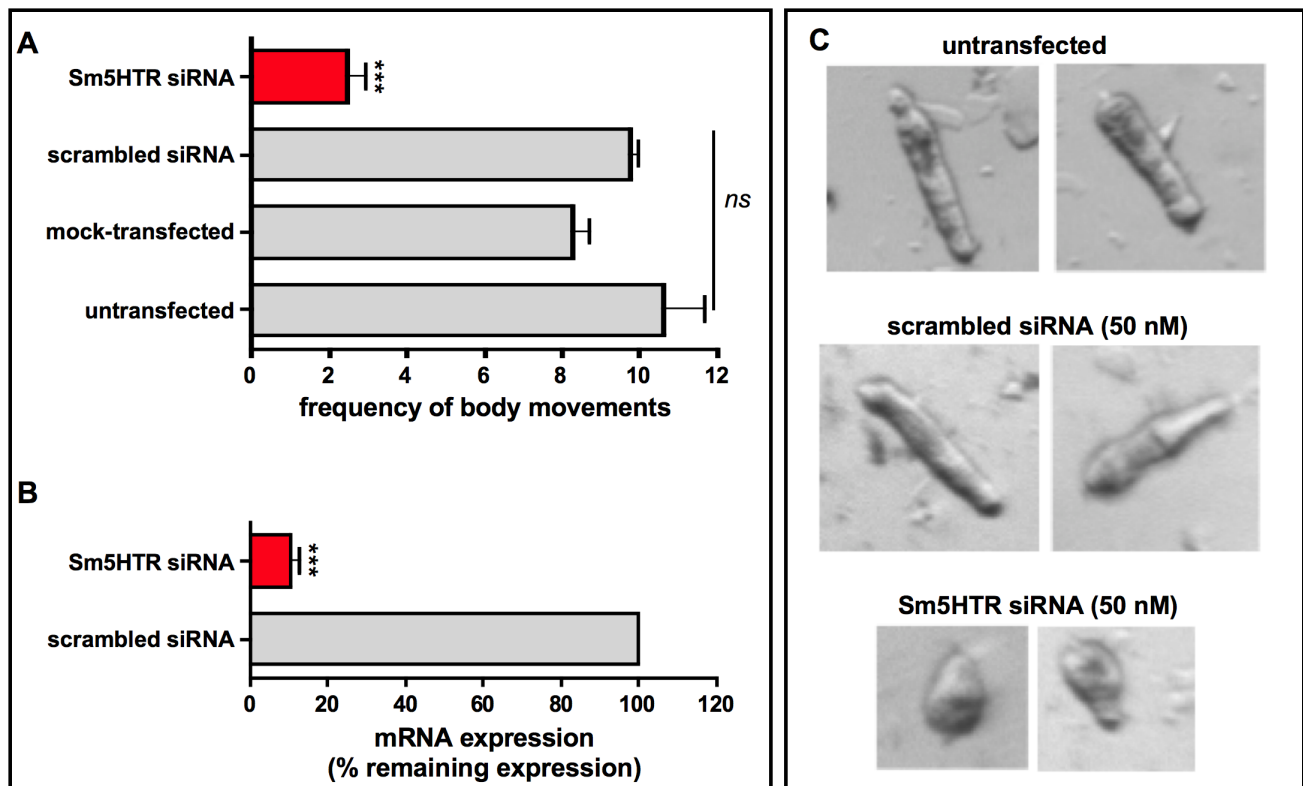 A
Sm5HTR siRNA
***
scrambled siRNA
mock-transfected
untransfected
ns
0 2 4 6 8 10 12
frequency of body movements
B
Sm5HTR siRNA
***
scrambled siRNA
0 20 40 60 80 100 120
mRNA expression
(% remaining expression)
C
untransfected
scrambled siRNA (50 nM)
Sm5HTR siRNA (50 nM)